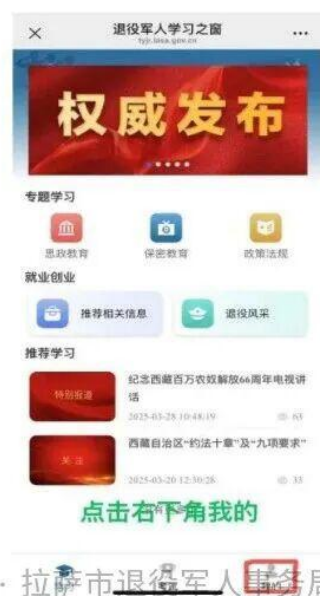 退役军人学习之窗
权威发布
专题学习
思政教育
保密教育
政策法规
就业创业
推荐相关信息
退役风采
推荐学习
特别报道
纪念西藏百万农奴解放66周年电视讲
话
2025-03-28 10:48:19
63
关注
西藏自治区“约法十章”及“九项要求”
2025-03-20 12:30:28
33
点击右下角我的
拉萨市退役军人事务局